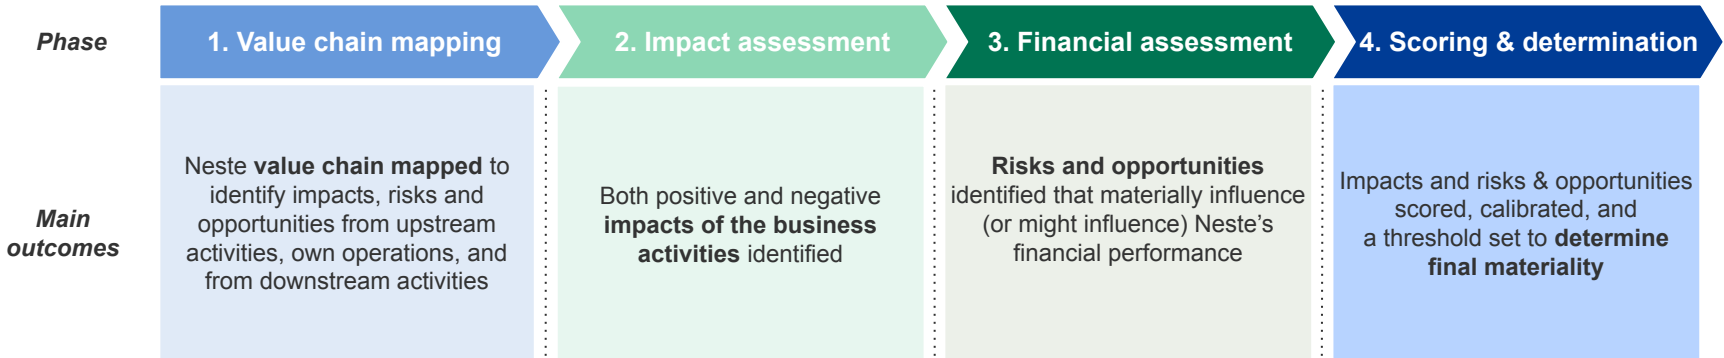 Phase
1. Value chain mapping
2. Impact assessment
3. Financial assessment
4. Scoring & determination
Main
outcomes
Neste value chain mapped to
identify impacts, risks and
opportunities from upstream
activities, own operations, and
from downstream activities
Both positive and negative
impacts of the business
activities identified
Risks and opportunities
identified that materially influence
(or might influence) Neste's
financial performance
Impacts and risks & opportunities
scored, calibrated, and
a threshold set to determine
final materiality